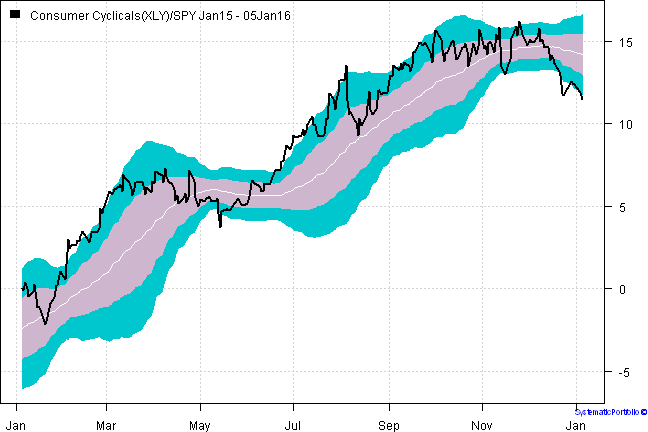 Consumer Cyclicals(XLY)/SPY Jan15 - 05Jan16
15
10
5
0
-5
SystematicPortfolio ©
Jan Mar May Jul Sep Nov Jan